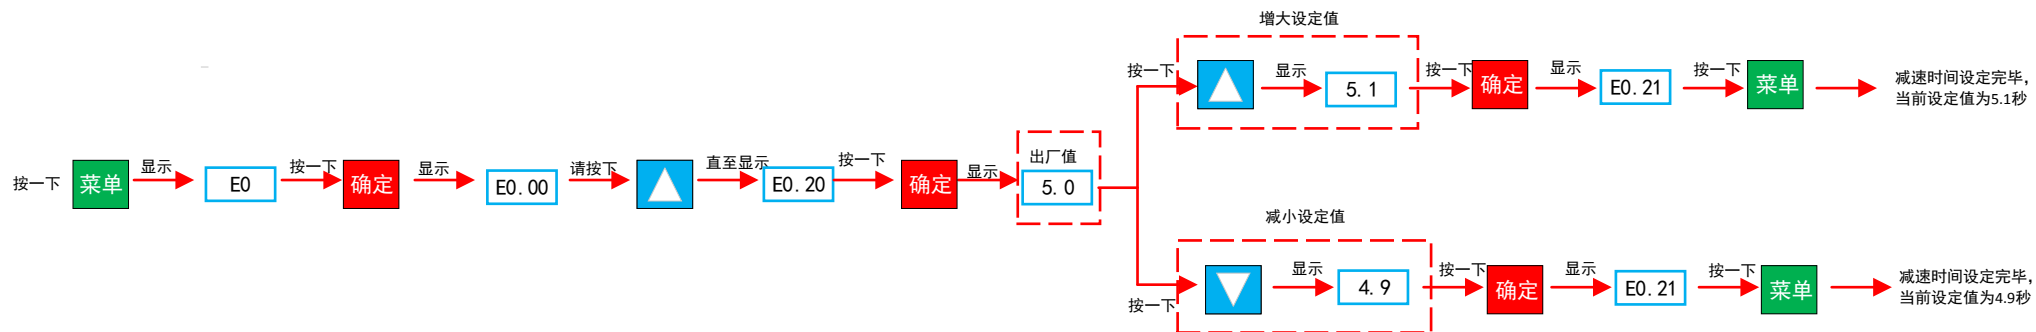 按一下
菜单
显示
E0
按一下
确定
显示
E0.00
请按下
直至显示
E0.20
按一下
确定
显示
出厂值
5.0
增大设定值
按一下
显示
5.1
按一下
确定
显示
E0.21
按一下
菜单
减速时间设定完毕，
当前设定值为5.1秒
减小设定值
按一下
显示
4.9
按一下
确定
显示
E0.21
按一下
菜单
减速时间设定完毕，
当前设定值为4.9秒